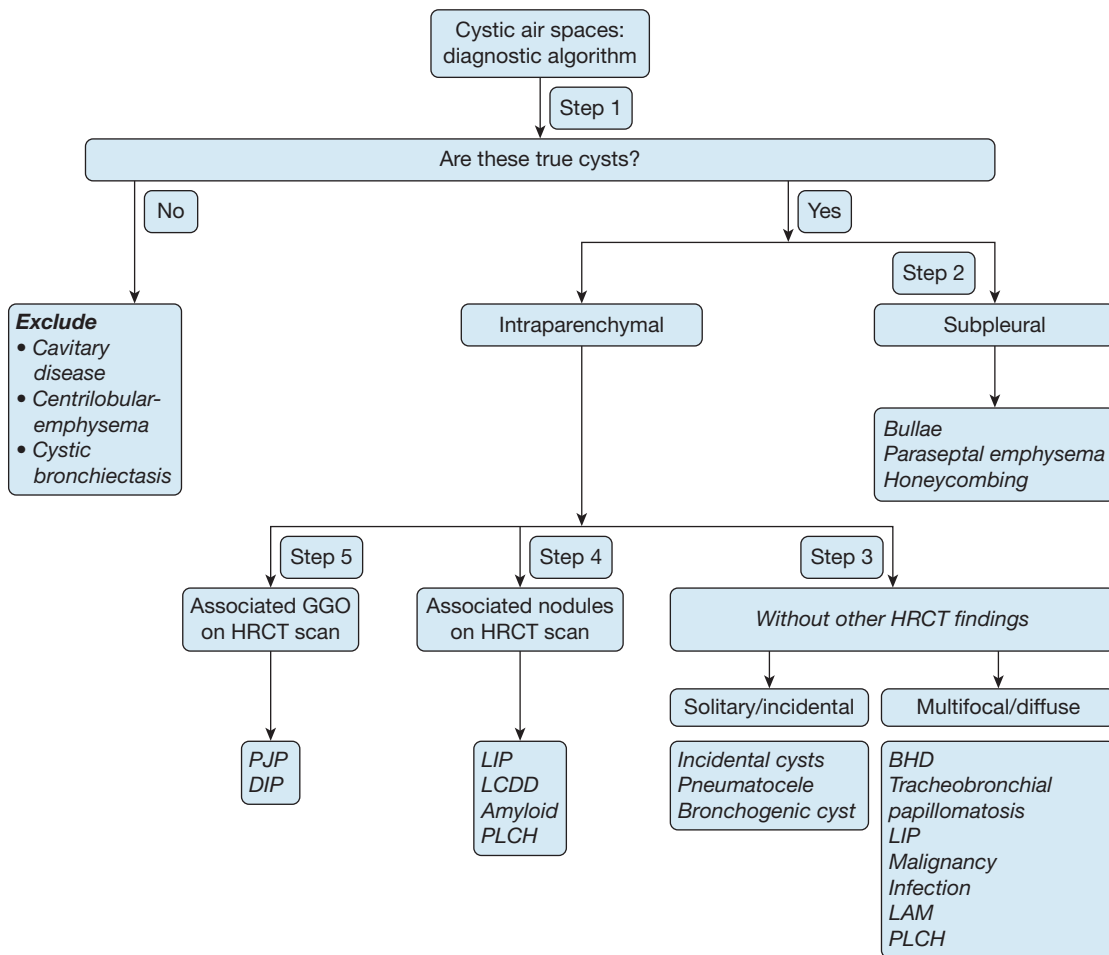 Cystic air spaces:
diagnostic algorithm
Step 1
Are these true cysts?
No
Yes
Step 2
Exclude
• Cavitary
disease
• Centrilobular-
emphysema
• Cystic
bronchiectasis
Intraparenchymal
Subpleural
Bullae
Paraseptal emphysema
Honeycombing
Step 5
Step 4
Step 3
Associated GGO
on HRCT scan
Associated nodules
on HRCT scan
Without other HRCT findings
Solitary/incidental
Multifocal/diffuse
PJP
DIP
LIP
LCDD
Amyloid
PLCH
Incidental cysts
Pneumatocele
Bronchogenic cyst
BHD
Tracheobronchial
papillomatosis
LIP
Malignancy
Infection
LAM
PLCH